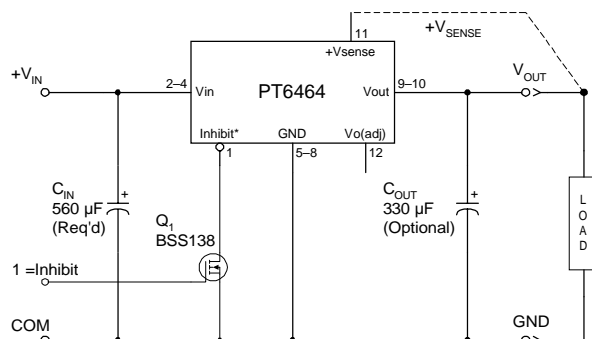 11
+VSENSE
+Vsense
+VIN
2–4
Vin
PT6464
Vout
9–10
VOUT
Inhibit*
GND
Vo(adj)
1
5–8
12
CIN
560 µF
(Req'd)
+
Q1
BSS138
COUT
330 µF
(Optional)
+
LOAD
1 =Inhibit
COM
GND